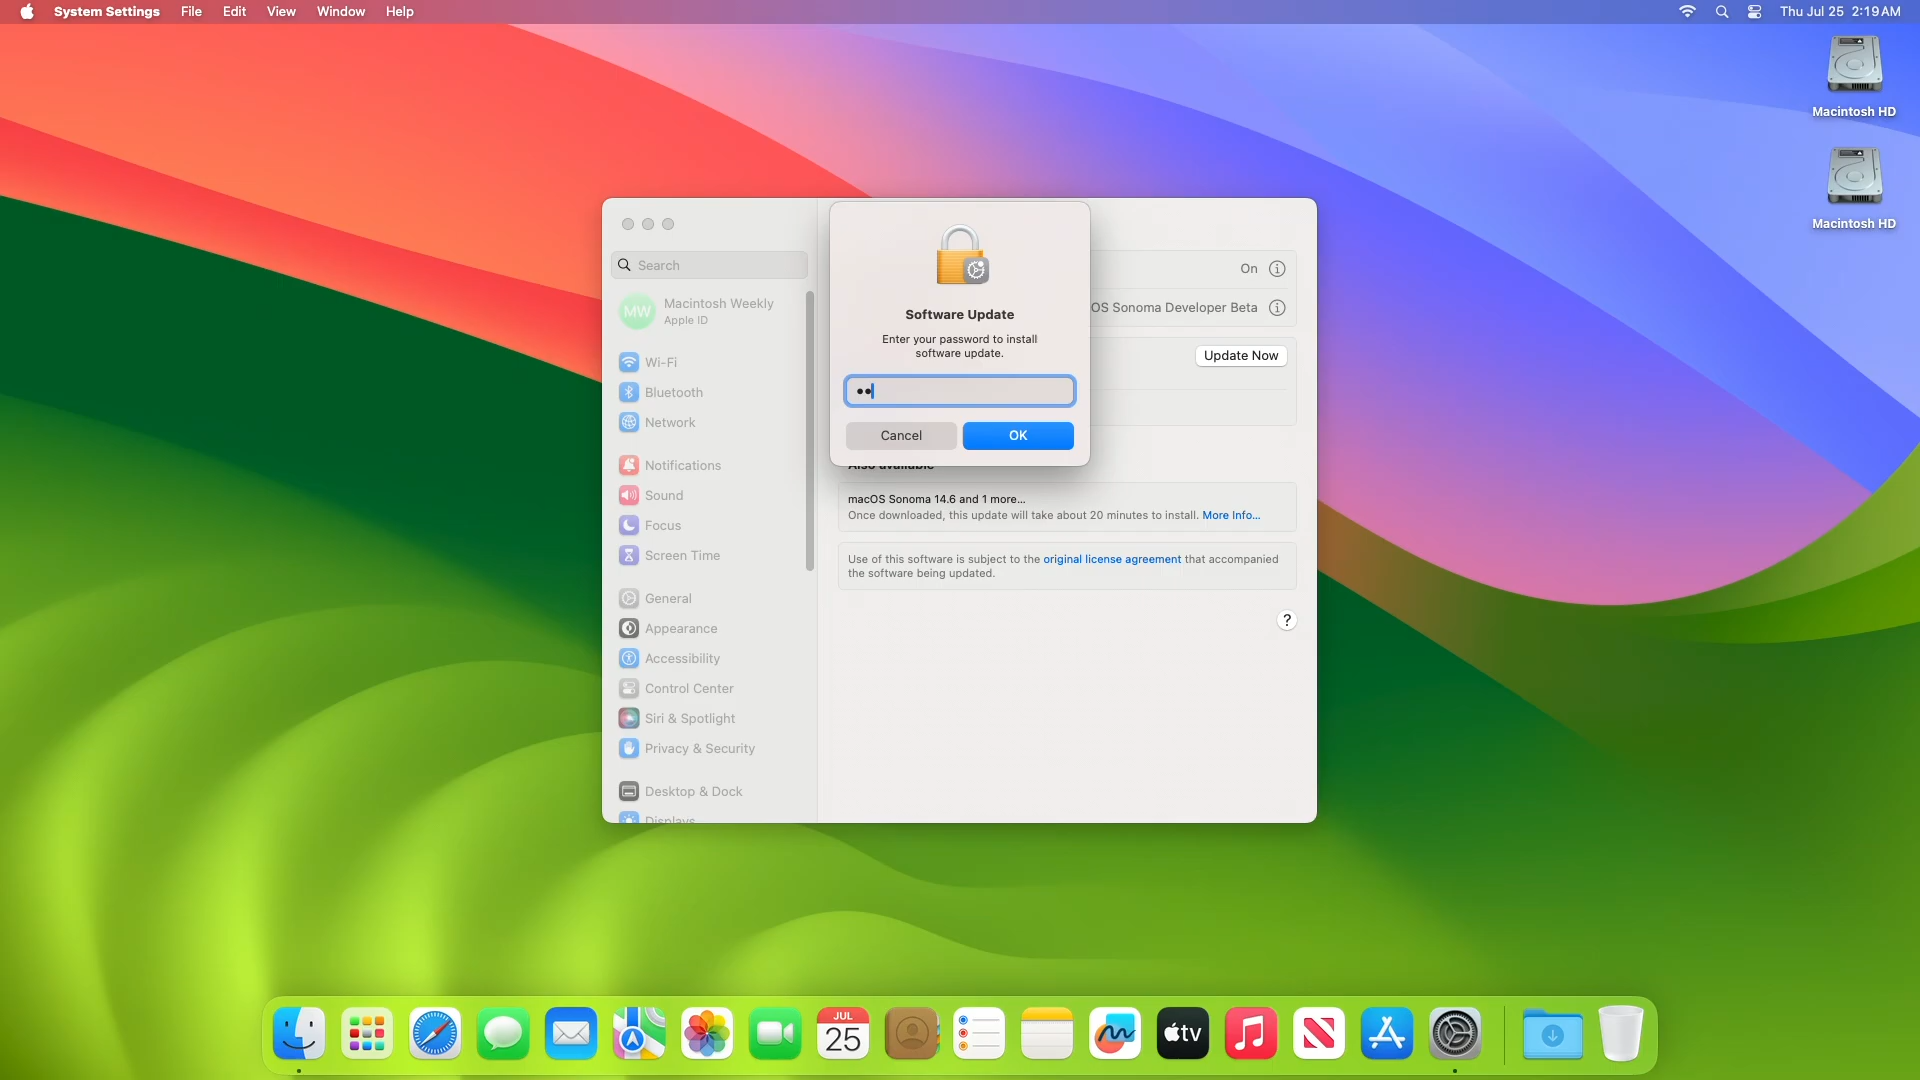 System Settings File Edit View Window Help
Thu Jul 25 2:19 AM
Macintosh HD
Macintosh HD
Search
MW
Macintosh Weekly
Apple ID
Wi-Fi
Bluetooth
Network
Notifications
Sound
Focus
Screen Time
General
Appearance
Accessibility
Control Center
Siri & Spotlight
Privacy & Security
Desktop & Dock
Displays
Software Update
Enter your password to install
software update.
Cancel
OK
On
OS Sonoma Developer Beta
Update Now
Also available
macOS Sonoma 14.6 and 1 more...
Once downloaded, this update will take about 20 minutes to install. More Info...
Use of this software is subject to the original license agreement that accompanied
the software being updated.
?
JUL
25
tv